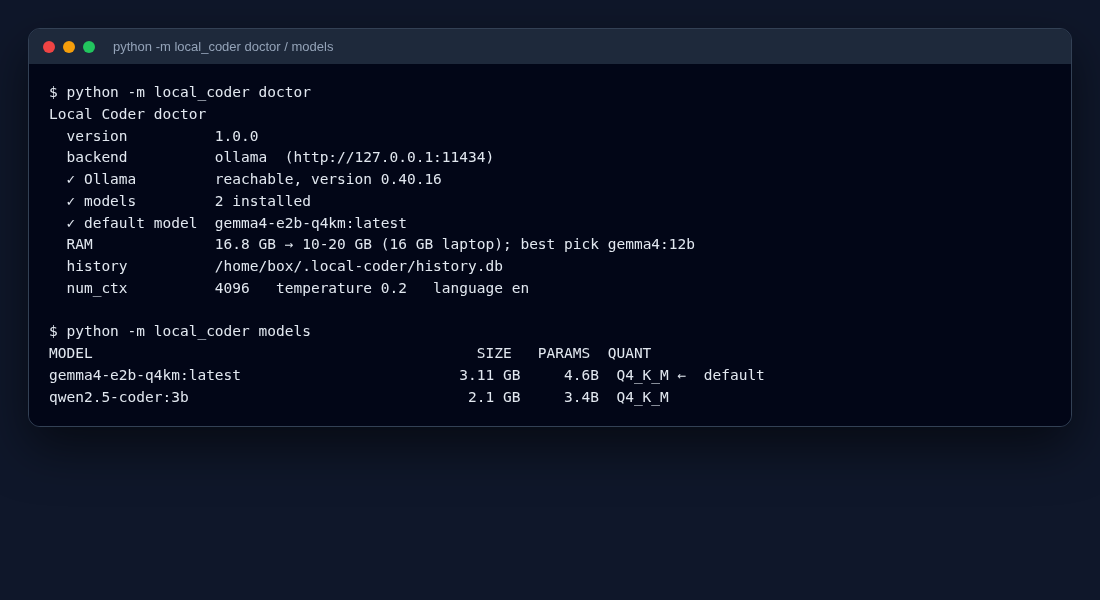 python -m local_coder doctor / models
$ python -m local_coder doctor
Local Coder doctor
  version          1.0.0
  backend          ollama  (http://127.0.0.1:11434)
  ✓ Ollama         reachable, version 0.40.16
  ✓ models         2 installed
  ✓ default model  gemma4-e2b-q4km:latest
  RAM              16.8 GB → 10-20 GB (16 GB laptop); best pick gemma4:12b
  history          /home/box/.local-coder/history.db
  num_ctx          4096   temperature 0.2   language en
$ python -m local_coder models
MODEL                                            SIZE   PARAMS  QUANT
gemma4-e2b-q4km:latest                         3.11 GB     4.6B  Q4_K_M ←  default
qwen2.5-coder:3b                                2.1 GB     3.4B  Q4_K_M